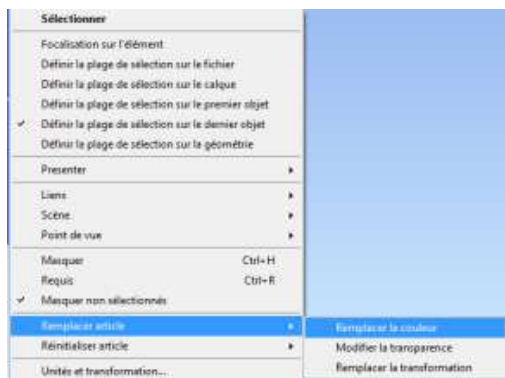 Sélectionner
Focalisation sur l'élément
Définir la plage de sélection sur le fichier
Définir la plage de sélection sur le calque
Définir la plage de sélection sur le premier objet
Définir la plage de sélection sur le dernier objet
Définir la plage de sélection sur la géométrie
Presenter
Liens
Scène
Point de vue
Masquer Ctrl+H
Requis Ctrl+R
Masquer non sélectionnés
Remplacer article Remplacer la couleur
Réinitialiser article Modifier la transparence
Unités et transformation... Remplacer la transformation